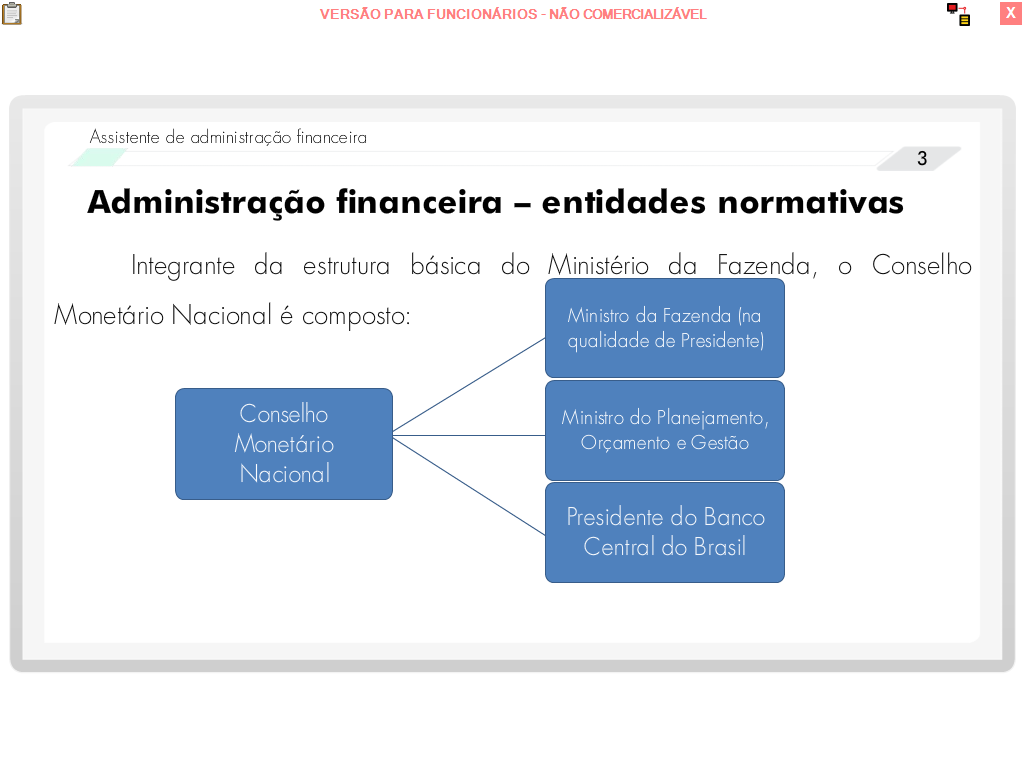 VERSÃO PARA FUNCIONÁRIOS - NÃO COMERCIALIZÁVEL
X
Assistente de administração financeira
3
Administração financeira – entidades normativas
Integrante da estrutura básica do Ministério da Fazenda, o Conselho
Monetário Nacional é composto:
Conselho
Monetário
Nacional
Ministro da Fazenda (na
qualidade de Presidente)
Ministro do Planejamento,
Orçamento e Gestão
Presidente do Banco
Central do Brasil